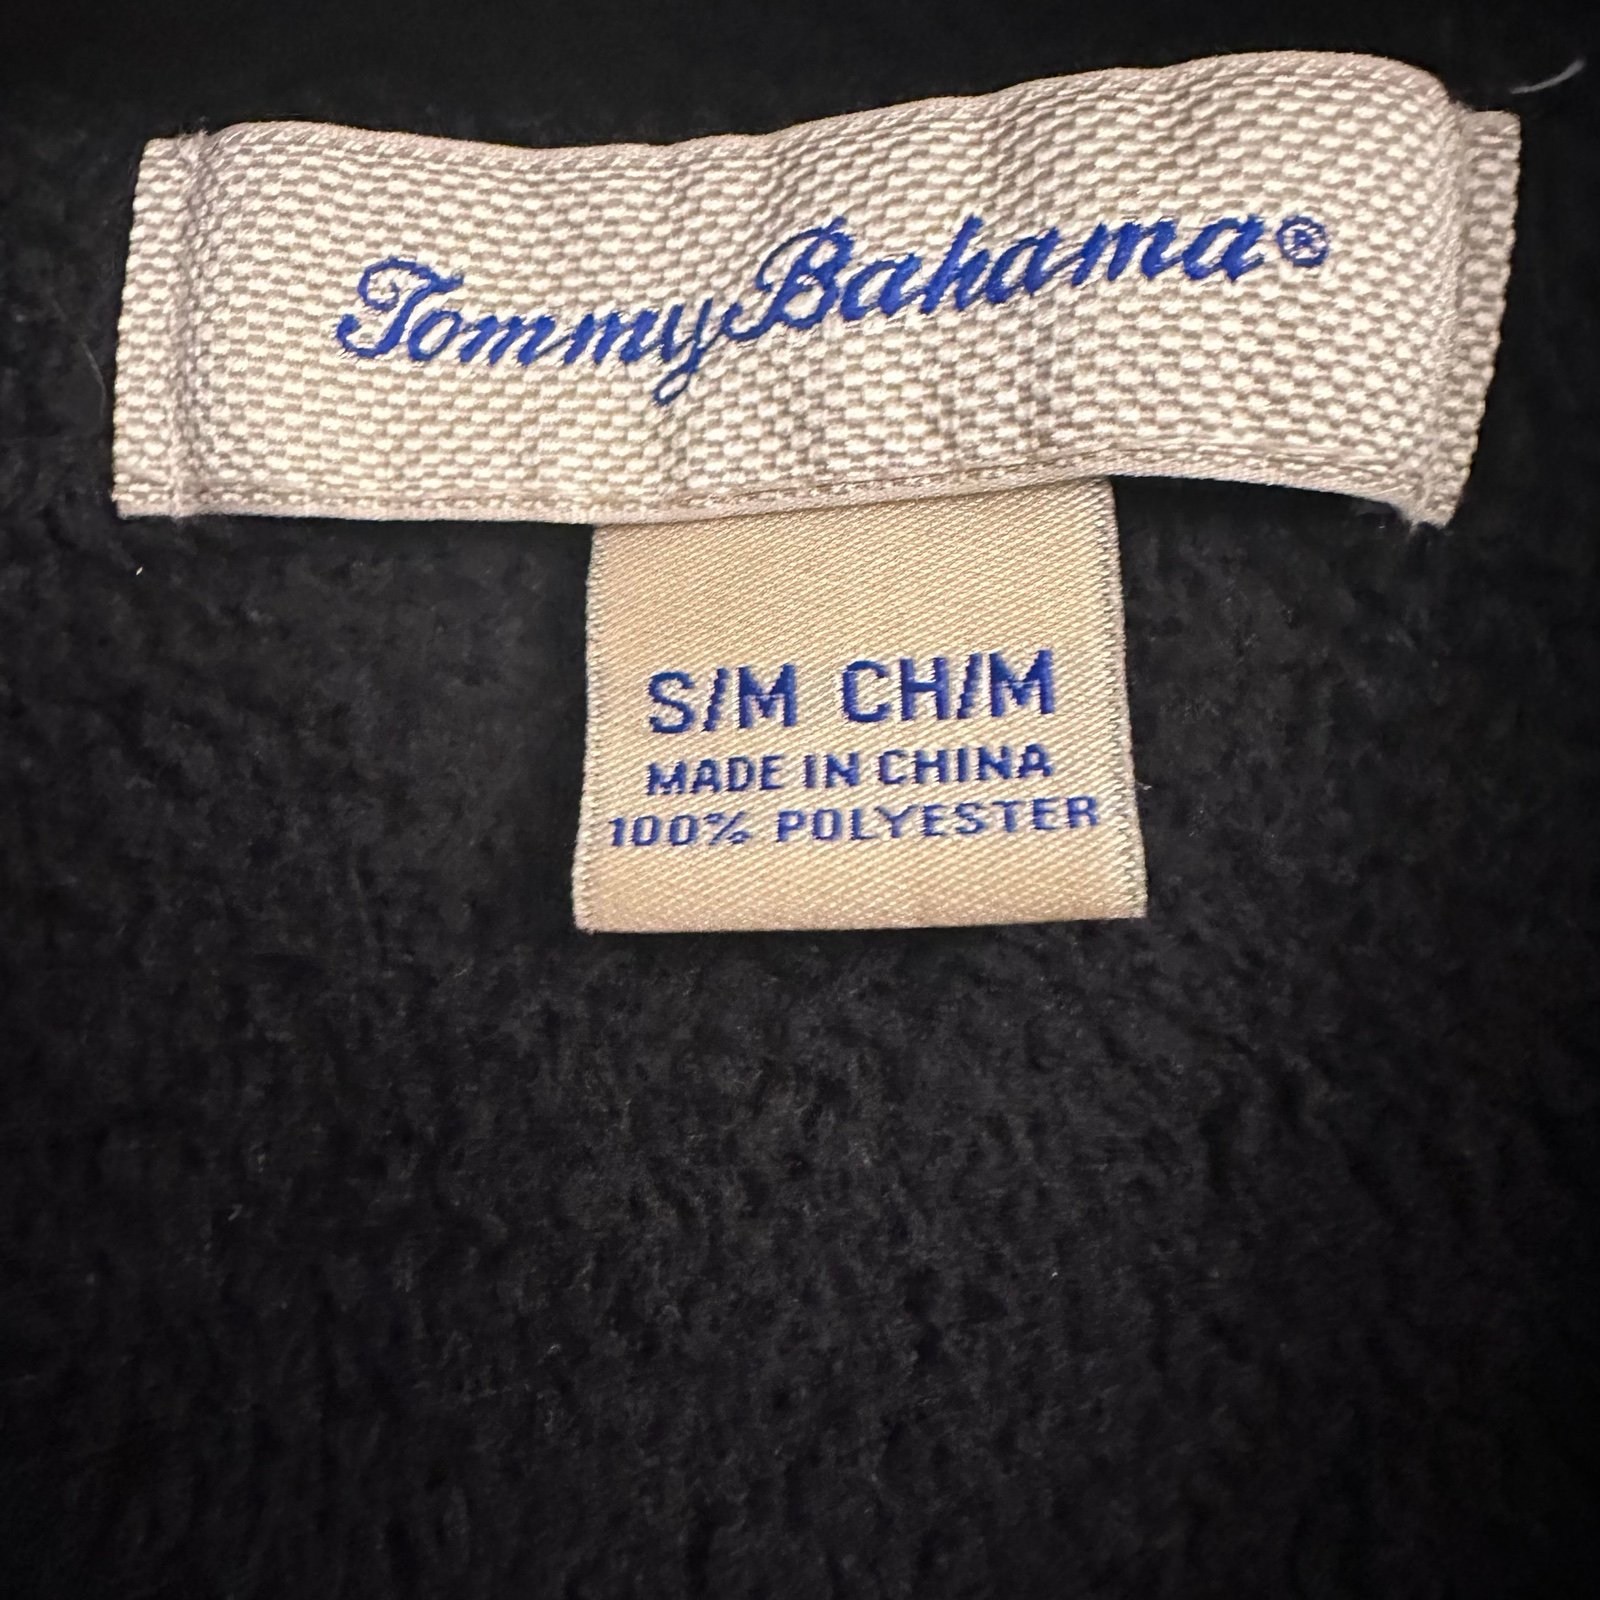 Tommy Bahama®
S/M CH/M
MADE IN CHINA
100% POLYESTER